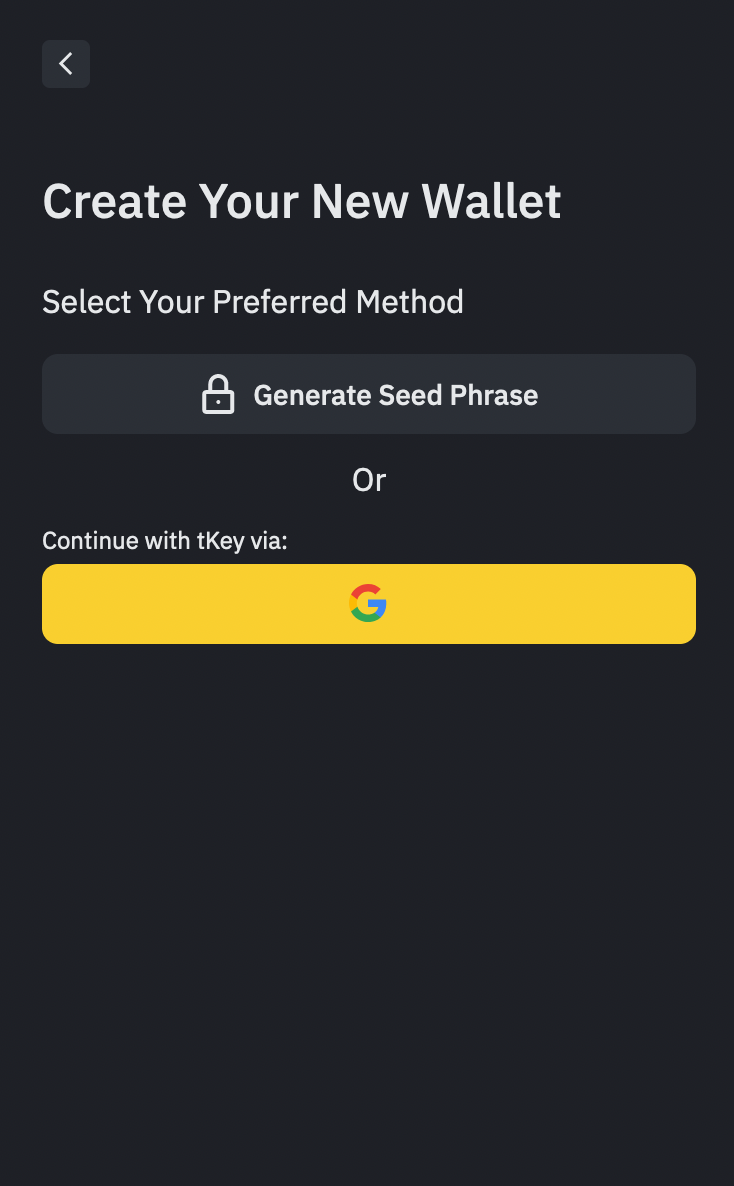 Create Your New Wallet
Select Your Preferred Method
Generate Seed Phrase
Or
Continue with tKey via: